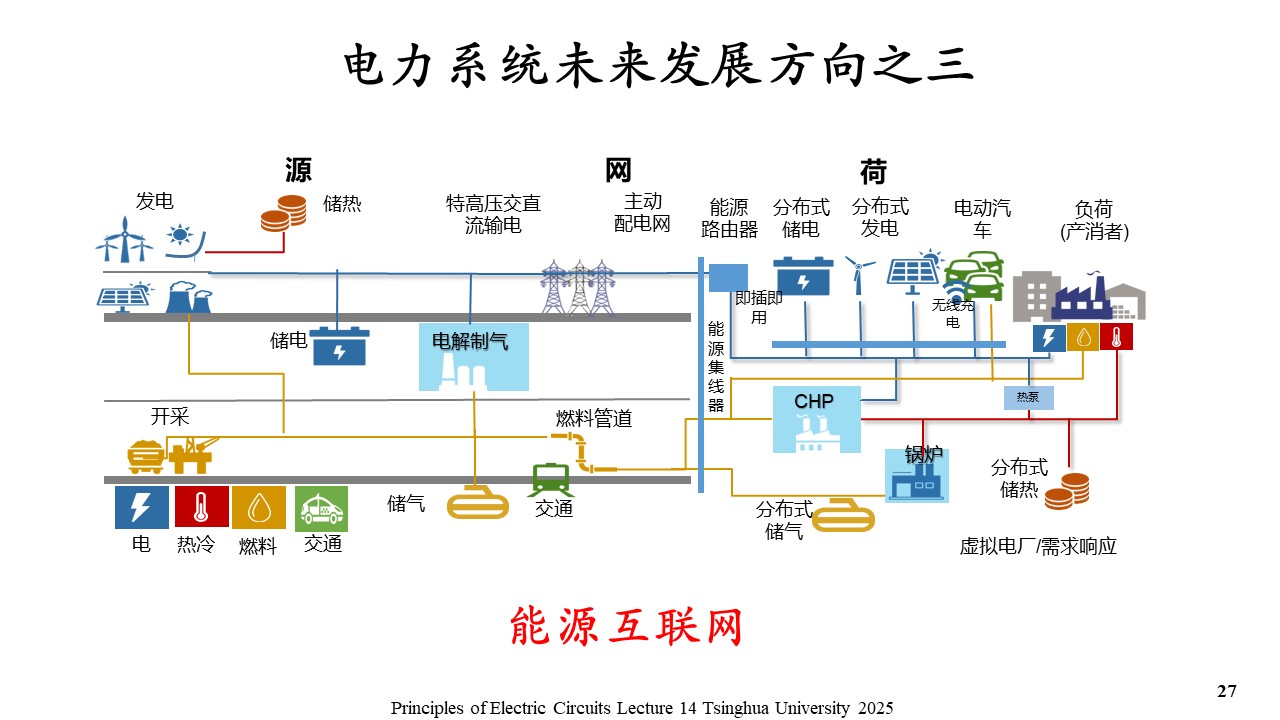 电力系统未来发展方向之三
源
网
荷
发电
储热
特高压交直
流输电
主动
配电网
能源
路由器
分布式
储电
分布式
发电
电动汽
车
负荷
(产消者)
即插即
用
无线充
电
储电
电解制气
能
源
集
线
器
热泵
CHP
开采
燃料管道
锅炉
分布式
储热
储气
交通
分布式
储气
电
热冷
燃料
交通
虚拟电厂/需求响应
能源互联网
27
Principles of Electric Circuits Lecture 14 Tsinghua University 2025